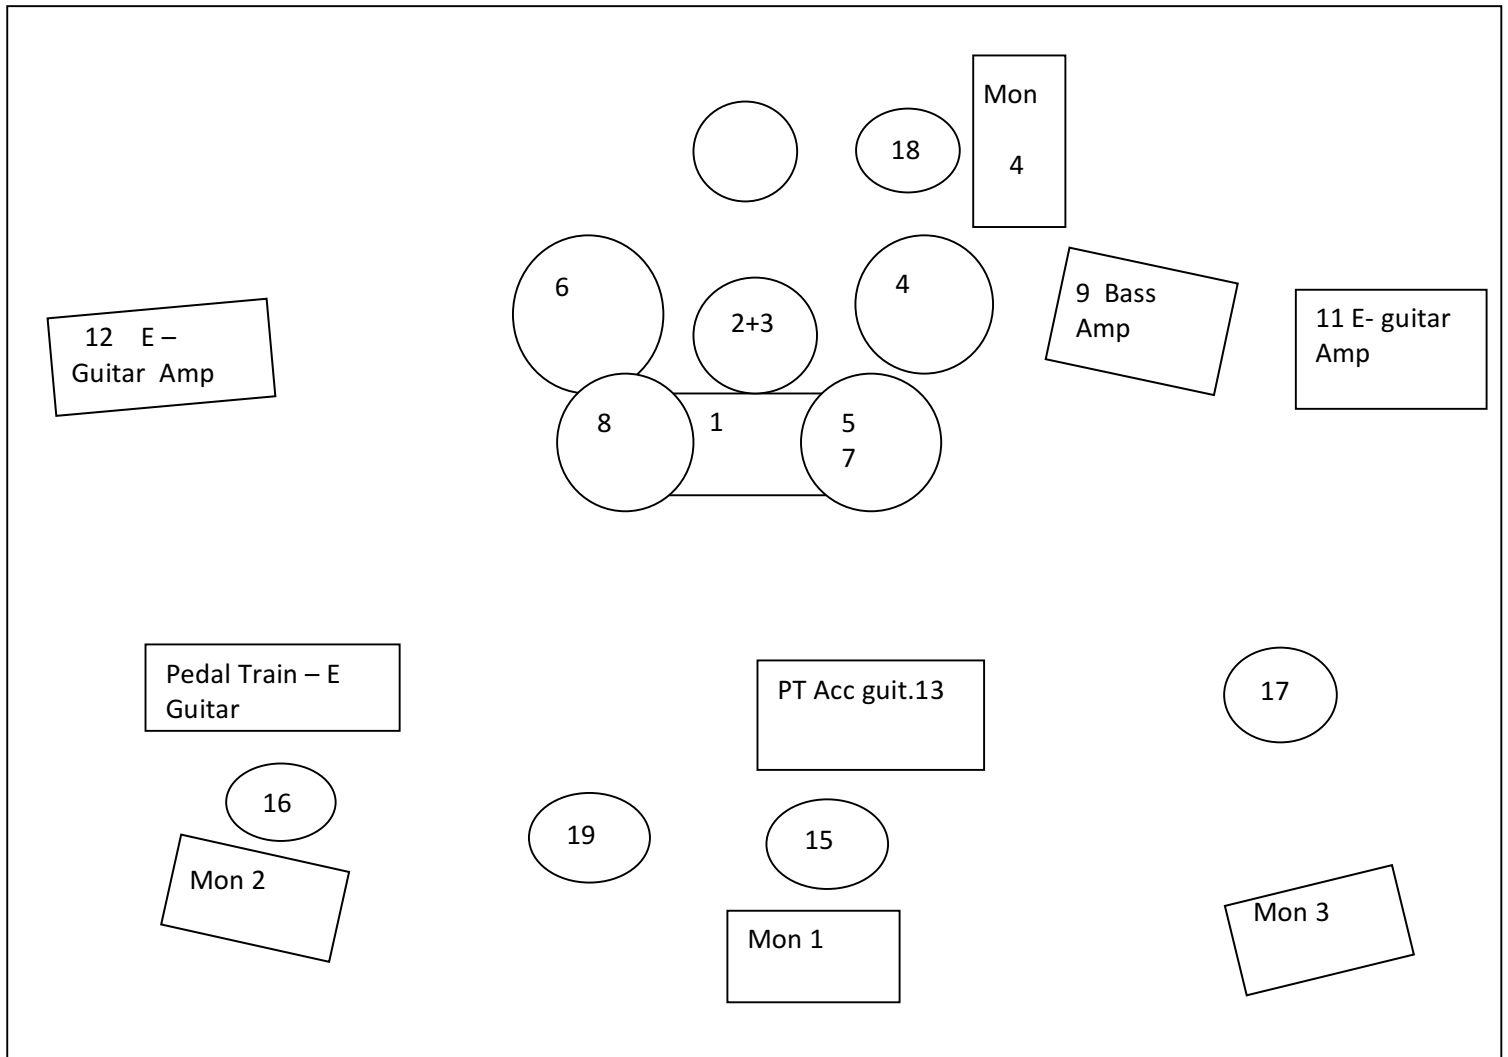 Mon
4
18
6
2+3
4
9 Bass
Amp
11 E- guitar
Amp
12 E –
Guitar Amp
8
1
5
7
Pedal Train – E
Guitar
PT Acc guit.13
17
16
19
15
Mon 2
Mon 1
Mon 3